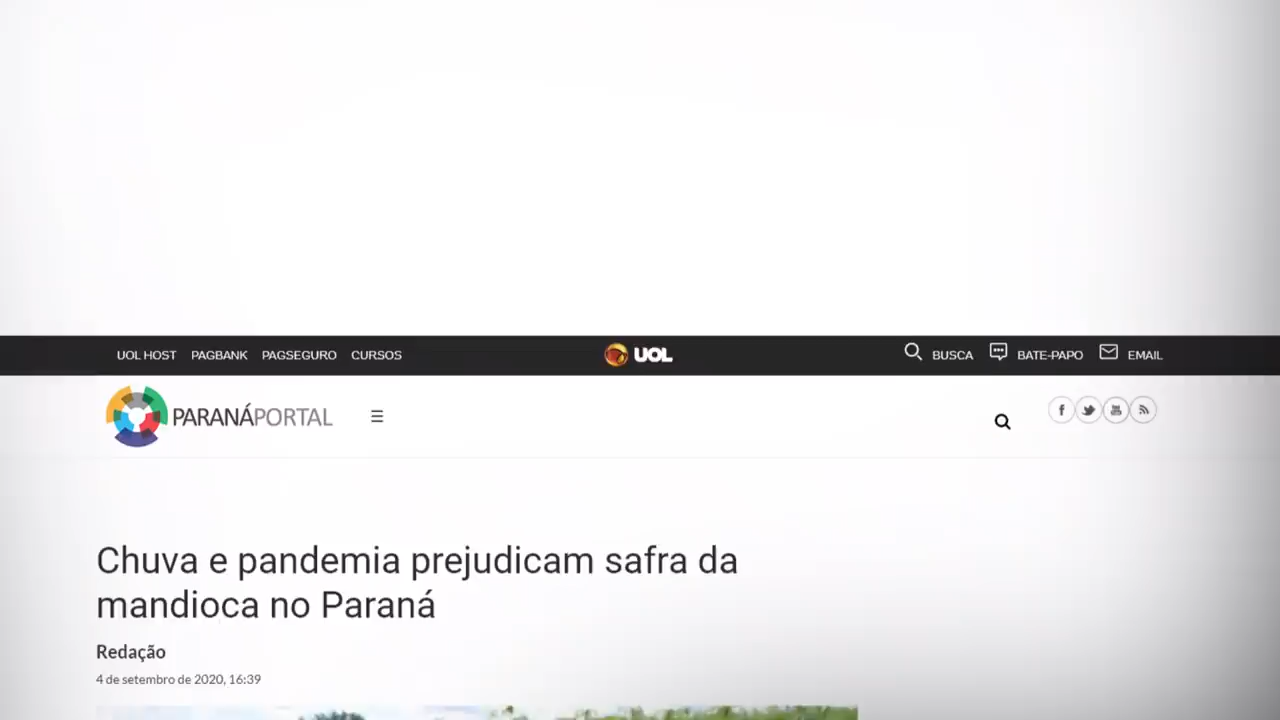 UOL HOST PAGBANK PAGSEGURO CURSOS UOL BUSCA BATE-PAPO EMAIL
PARANÁPORTAL
Chuva e pandemia prejudicam safra da
mandioca no Paraná
Redação
4 de setembro de 2020, 16:39